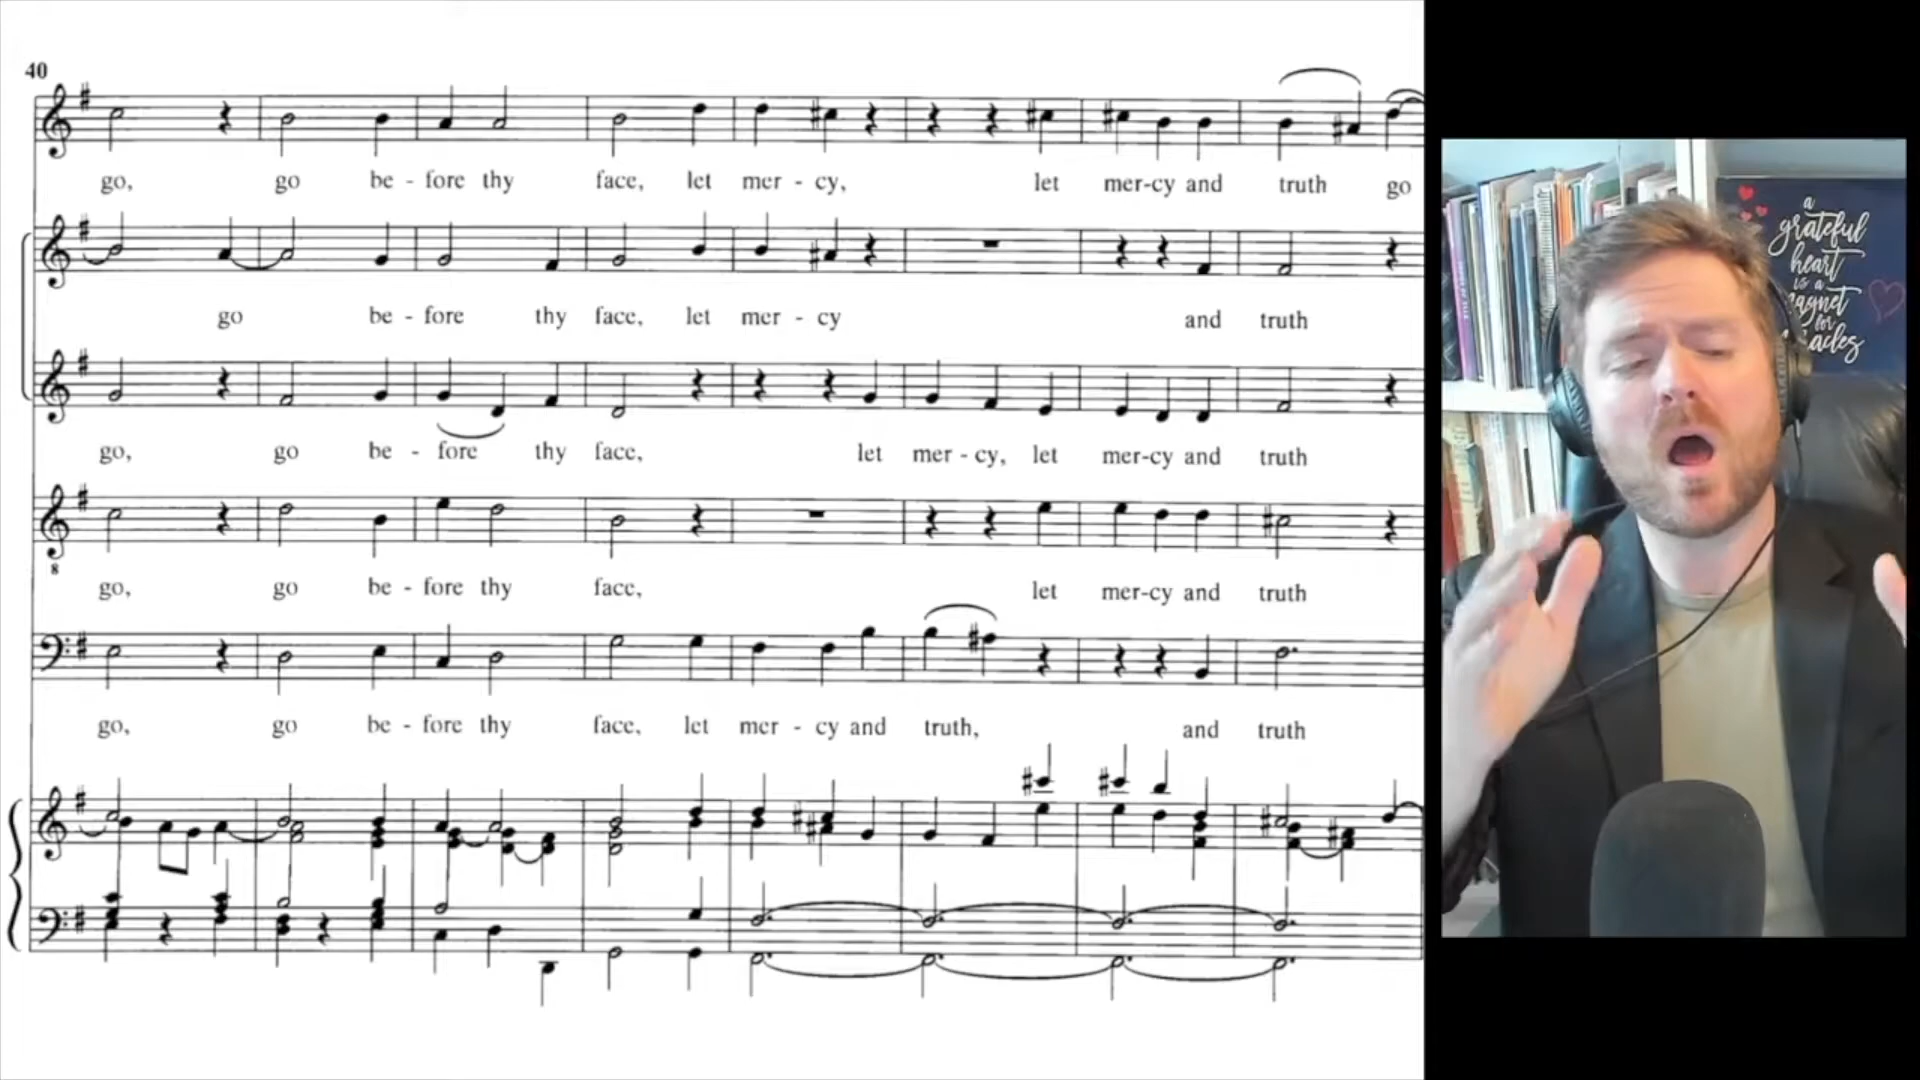 40
go, go be - fore thy face, let mer - cy, let mer-cy and truth go
go be - fore thy face, let mer - cy and truth
go, go be - fore thy face, let mer - cy, let mer-cy and truth
8
go, go be - fore thy face, let mer-cy and truth
go, go be - fore thy face, let mer - cy and truth, and truth
a
grateful
heart
is a
magnet
for